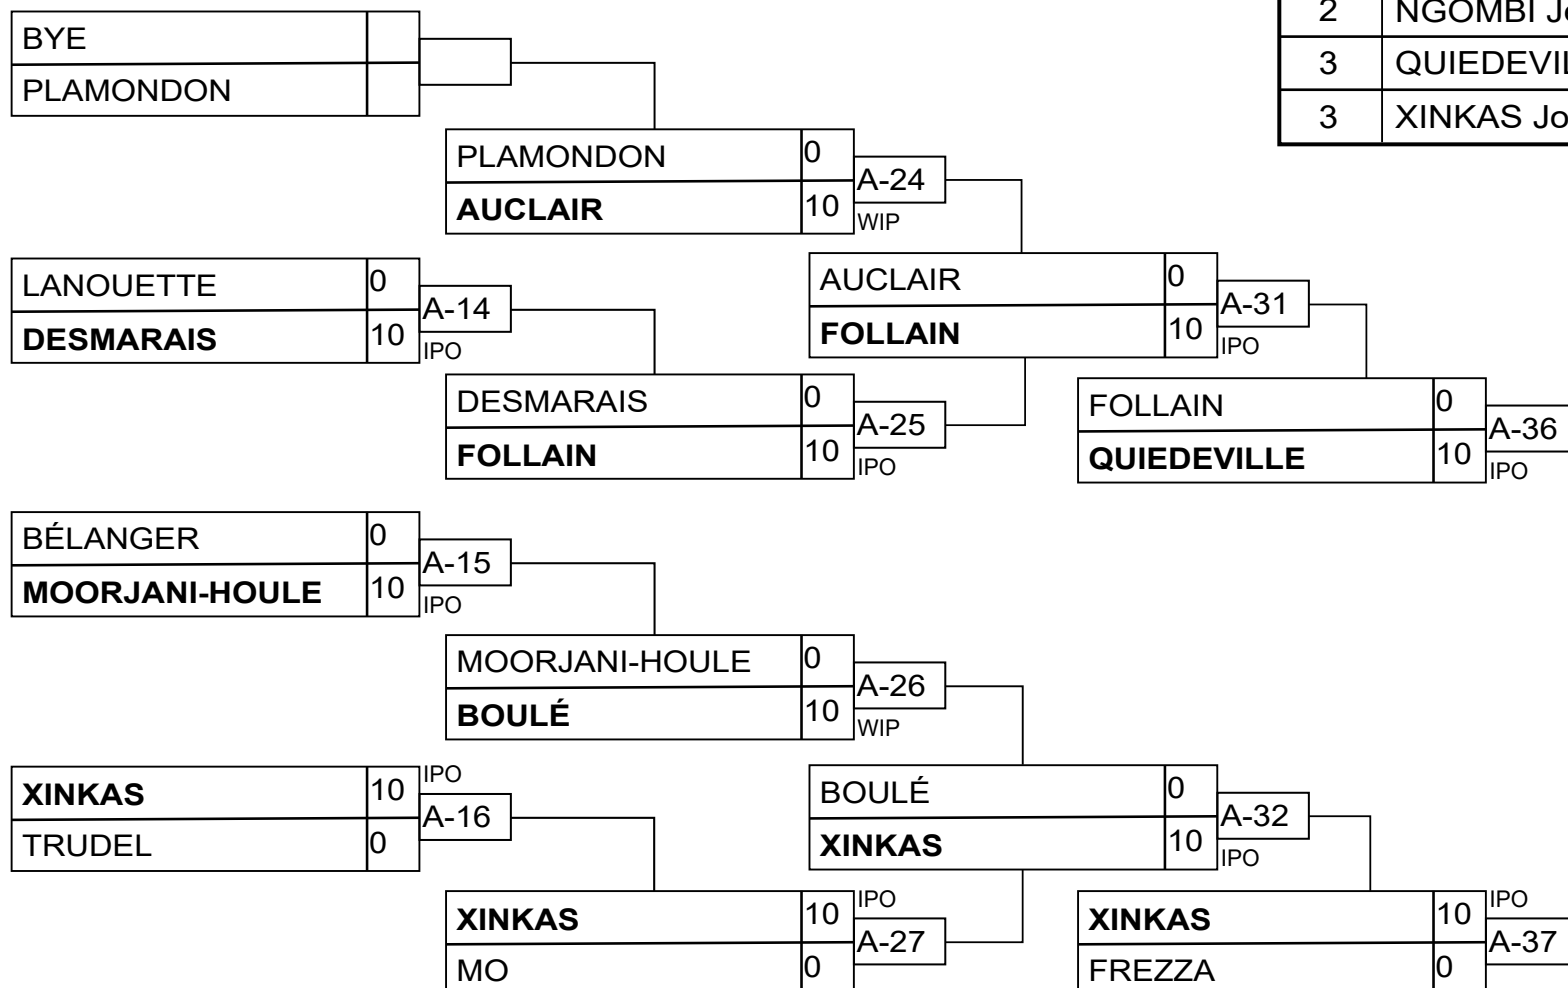 2 NGOMBI
3
3 XINKAS
BYE
PLAMONDON
PLAMONDON 0
A-24
AUCLAIR 10
WIP
LANOUETTE 0
A-14
DESMARAIS 10
IPO
AUCLAIR 0
A-31
FOLLAIN 10
IPO
DESMARAIS 0
A-25
FOLLAIN 10
IPO
FOLLAIN 0
A-36
QUIEDEVILLE 10
IPO
BÉLANGER 0
A-15
MOORJANI-HOULE 10
IPO
MOORJANI-HOULE 0
A-26
BOULÉ 10
WIP
IPO
XINKAS 10
A-16
TRUDEL 0
BOULÉ 0
A-32
XINKAS 10
IPO
IPO
XINKAS 10
A-27
MO 0
IPO
XINKAS 10
A-37
FREZZA 0